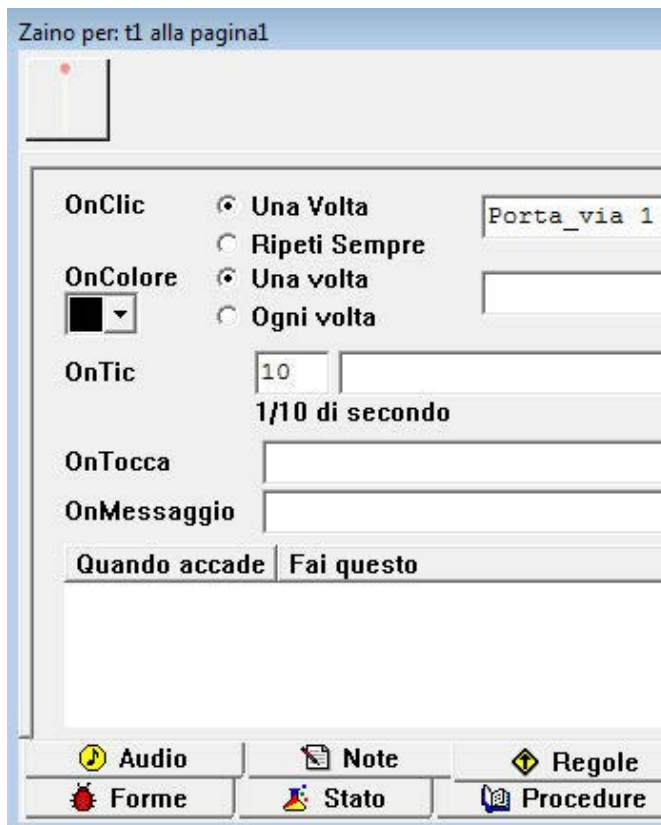 Zaino per: t1 alla pagina1
OnClic Una Volta Porta_via 1
Ripeti Sempre
OnColore Una volta
Ogni volta
OnTic 10
1/10 di secondo
OnTocca
OnMessaggio
Quando accade Fai questo
Audio Note Regole
Forme Stato Procedure